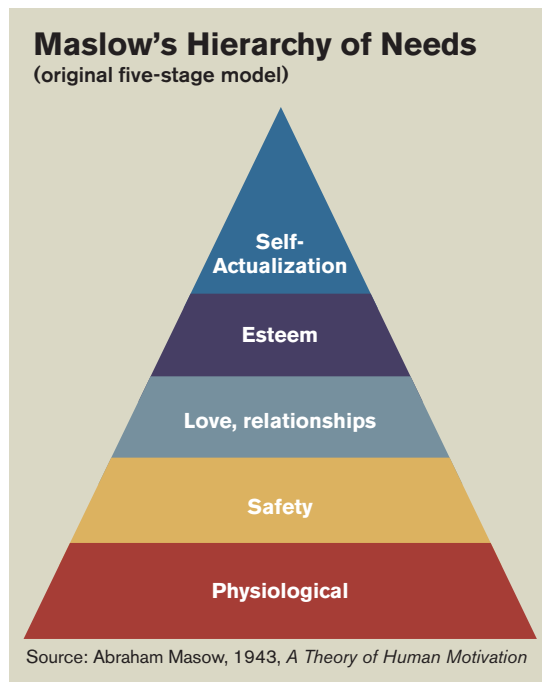 Maslow’s Hierarchy of Needs
(original five-stage model)
Self-
Actualization
Esteem
Love, relationships
Safety
Physiological
Source: Abraham Masow, 1943, A Theory of Human Motivation